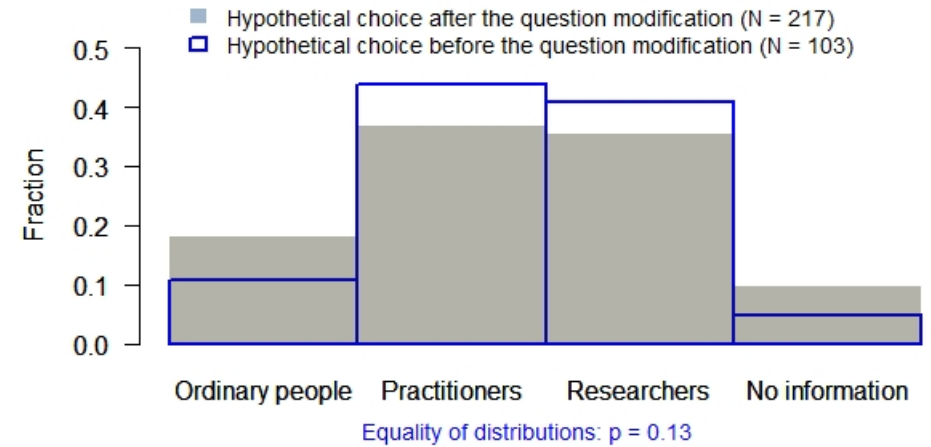 Hypothetical choice after the question modification (N = 217)
Hypothetical choice before the question modification (N = 103)
0.5
0.4
0.3
0.2
0.1
0.0
Fraction
Ordinary people Practitioners Researchers No information
Equality of distributions: p = 0.13